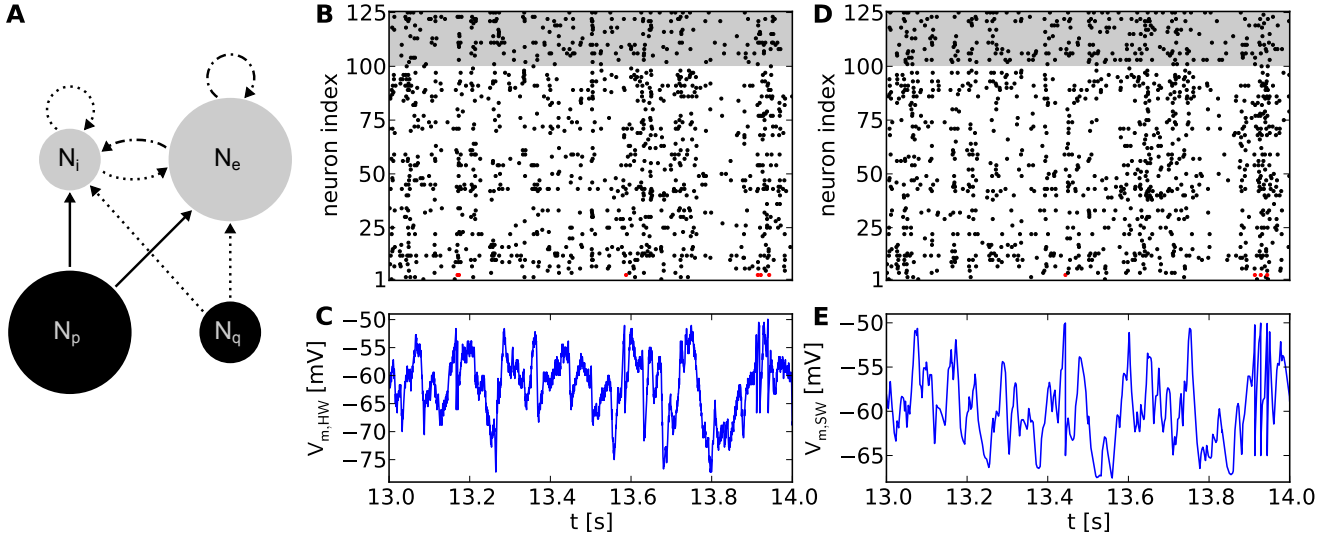 A
N_i
N_e
N_p
N_q
B
neuron index
125
100
75
50
25
1
C
V_m,HW [mV]
−50
−55
−60
−65
−70
−75
13.0
13.2
13.4
13.6
13.8
14.0
t [s]
D
neuron index
125
100
75
50
25
1
E
V_m,SW [mV]
−50
−55
−60
−65
13.0
13.2
13.4
13.6
13.8
14.0
t [s]